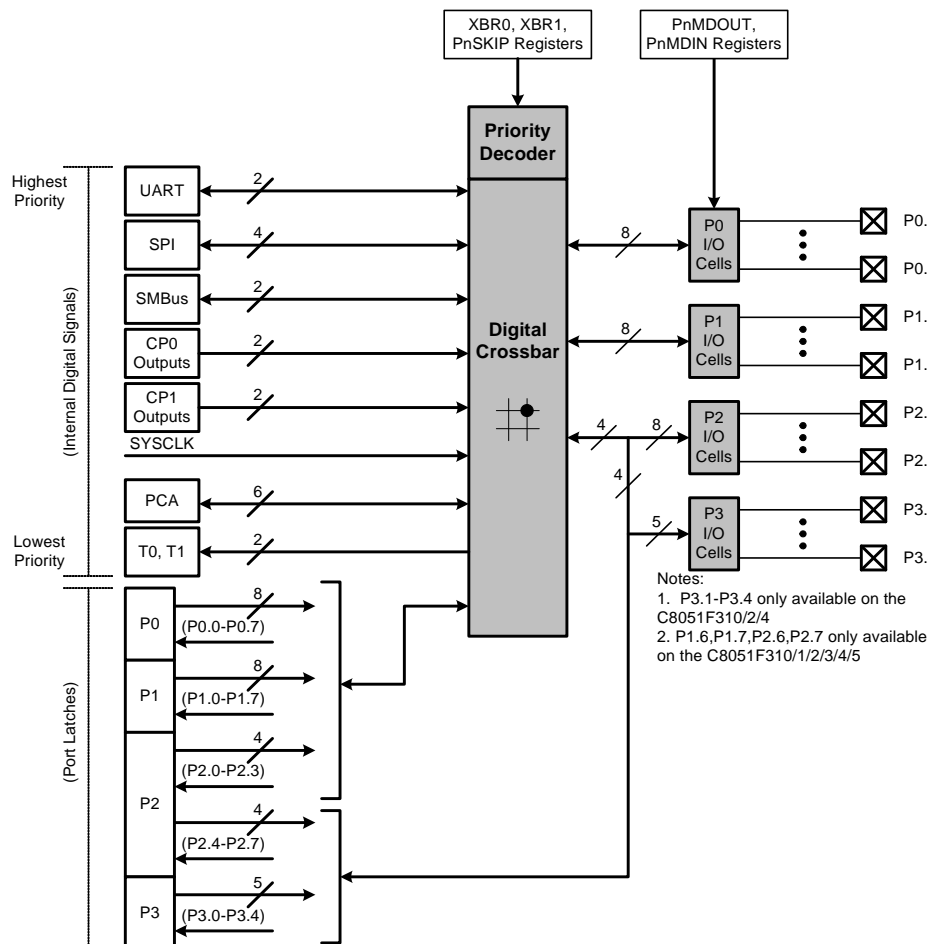 XBR0, XBR1,
PnSKIP Registers
PnMDOUT,
PnMDIN Registers
Priority
Decoder
Highest
Priority
UART
2
SPI
4
SMBus
2
CP0
Outputs
2
CP1
Outputs
2
SYSCLK
PCA
6
Lowest
Priority
T0, T1
2
(Internal Digital Signals)
Digital
Crossbar
8
P0
I/O
Cells
P0.
P0.
8
P1
I/O
Cells
P1.
P1.
4
8
P2
I/O
Cells
P2.
P2.
4
5
P3
I/O
Cells
P3.
P3.
Notes:
1. P3.1-P3.4 only available on the
C8051F310/2/4
2. P1.6,P1.7,P2.6,P2.7 only available
on the C8051F310/1/2/3/4/5
(Port Latches)
P0
8
(P0.0-P0.7)
P1
8
(P1.0-P1.7)
P2
4
(P2.0-P2.3)
4
(P2.4-P2.7)
P3
5
(P3.0-P3.4)